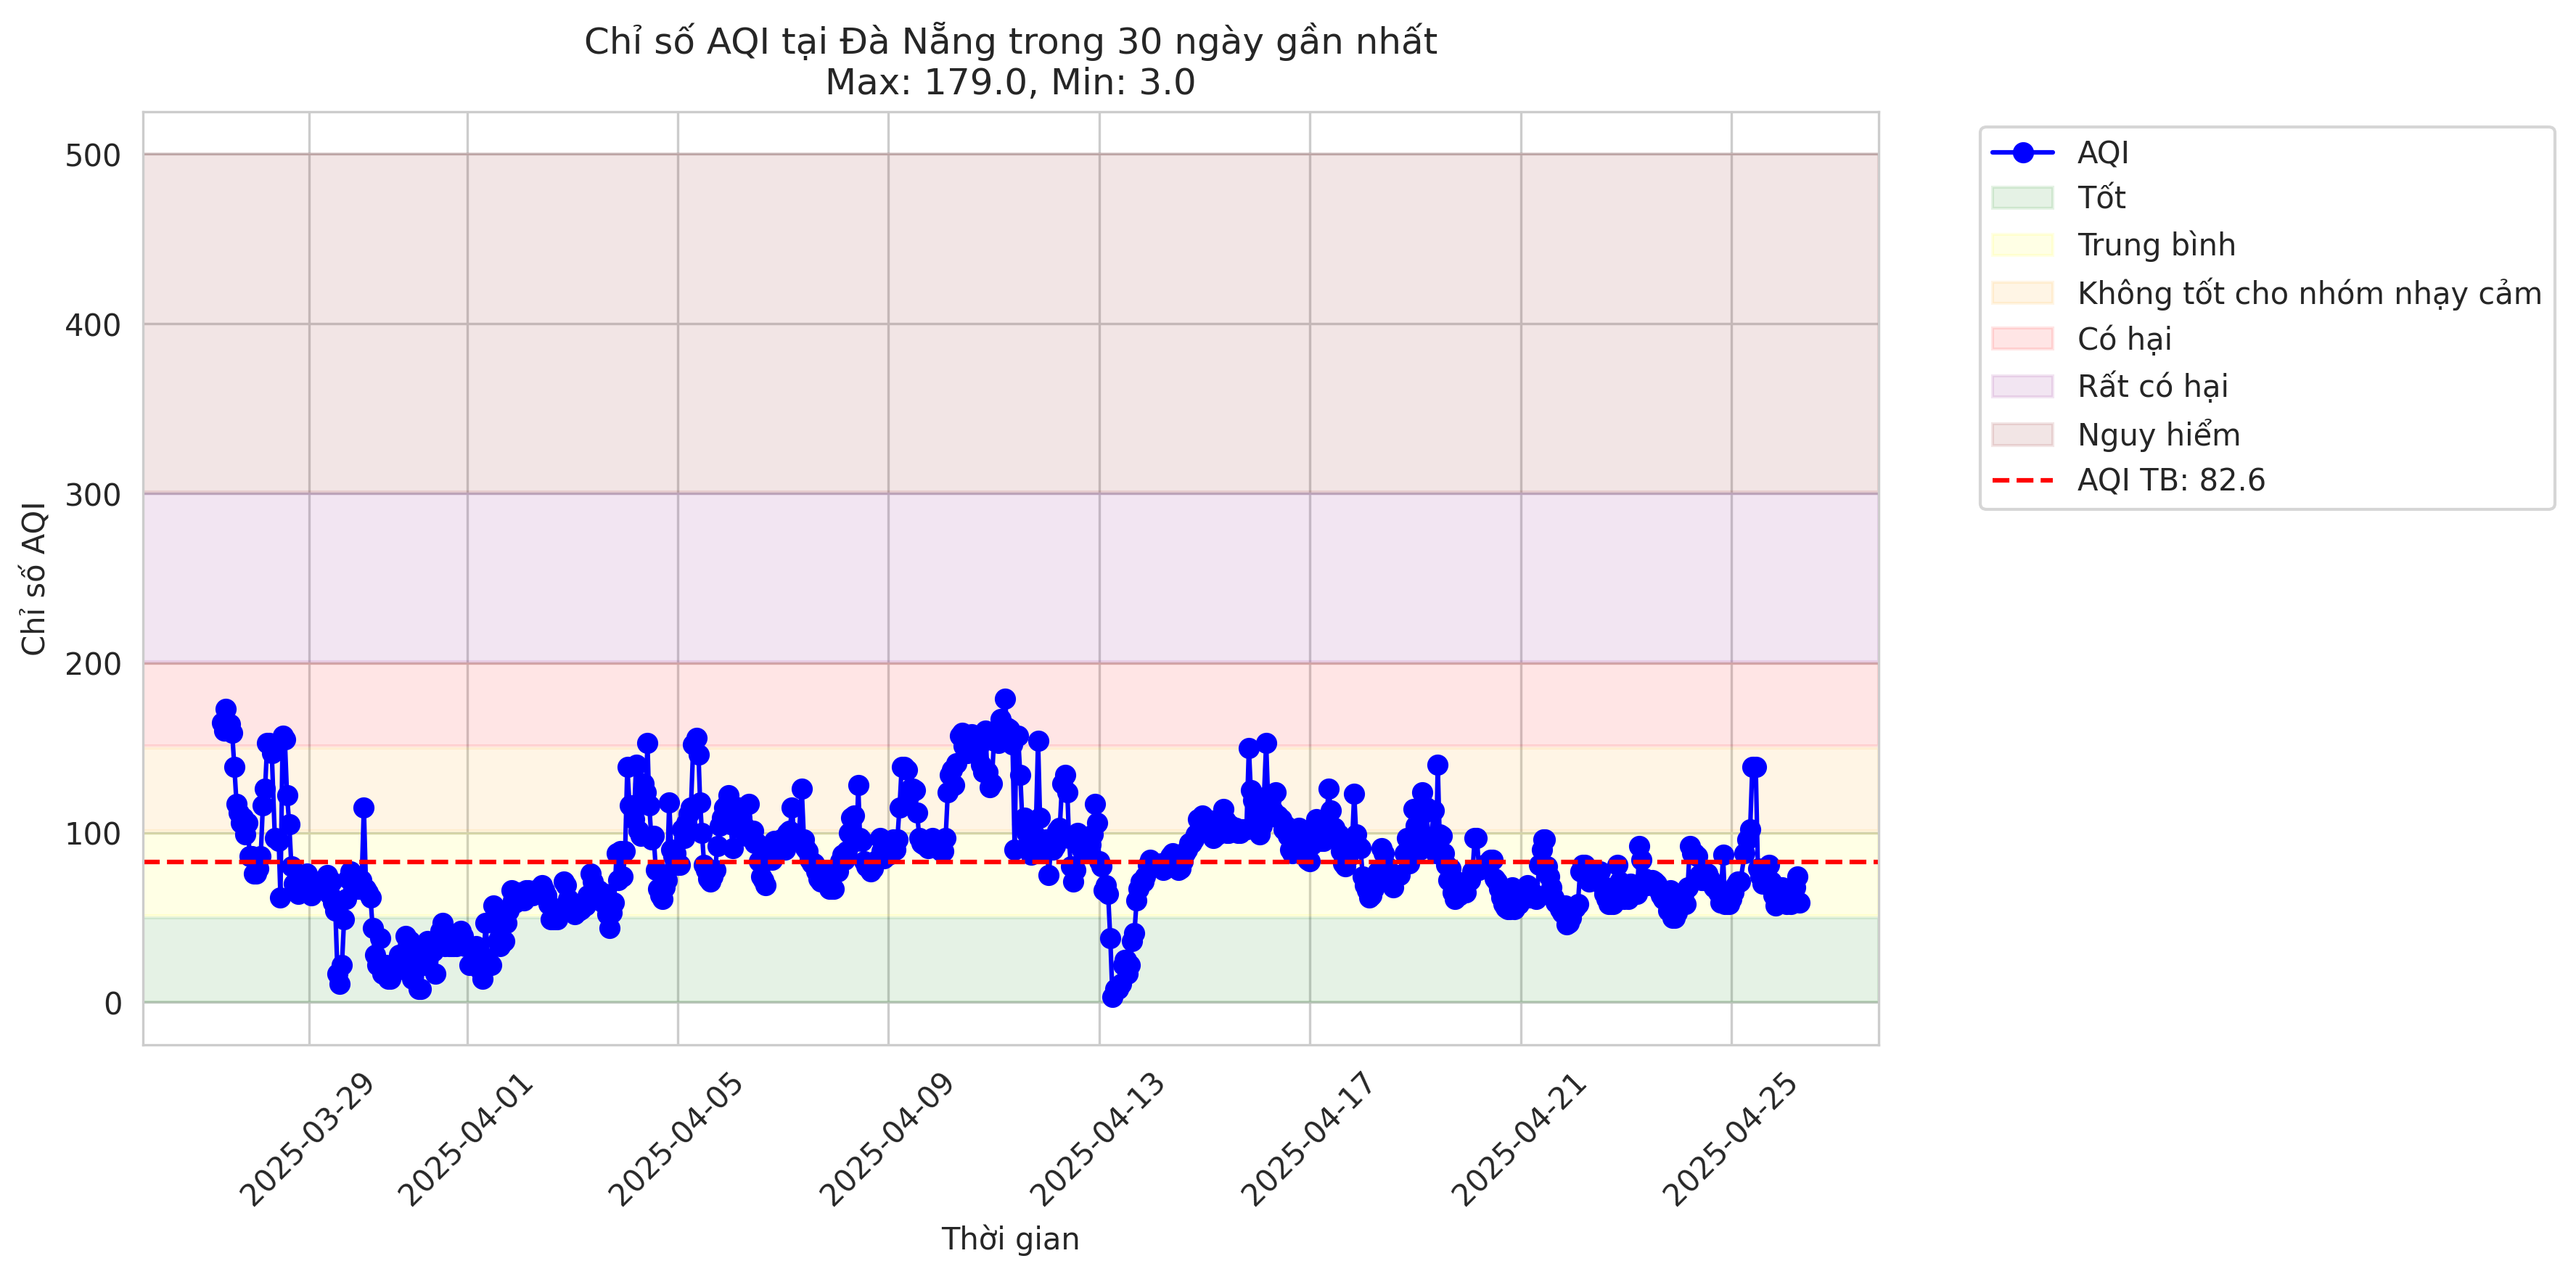 Chỉ số AQI tại Đà Nẵng trong 30 ngày gần nhất
Max: 179.0, Min: 3.0
Chỉ số AQI
500
400
300
200
100
0
2025-03-29
2025-04-01
2025-04-05
2025-04-09
2025-04-13
2025-04-17
2025-04-21
2025-04-25
Thời gian
AQI
Tốt
Trung bình
Không tốt cho nhóm nhạy cảm
Có hại
Rất có hại
Nguy hiểm
AQI TB: 82.6